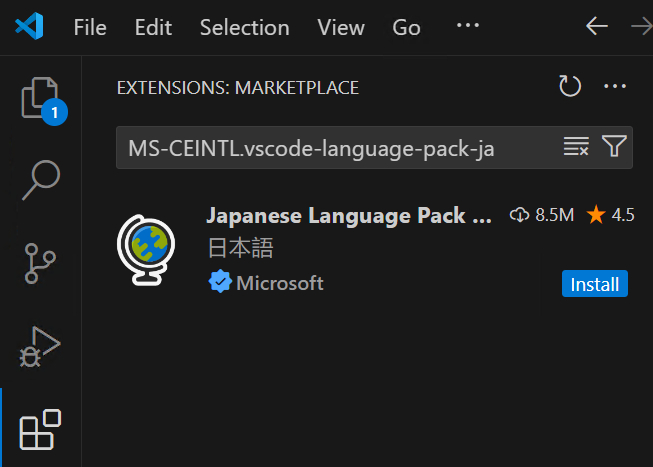 File Edit Selection View Go ···
EXTENSIONS: MARKETPLACE ···
1
MS-CEINTL.vscode-language-pack-ja
Japanese Language Pack ... 8.5M 4.5
日本語
Microsoft Install